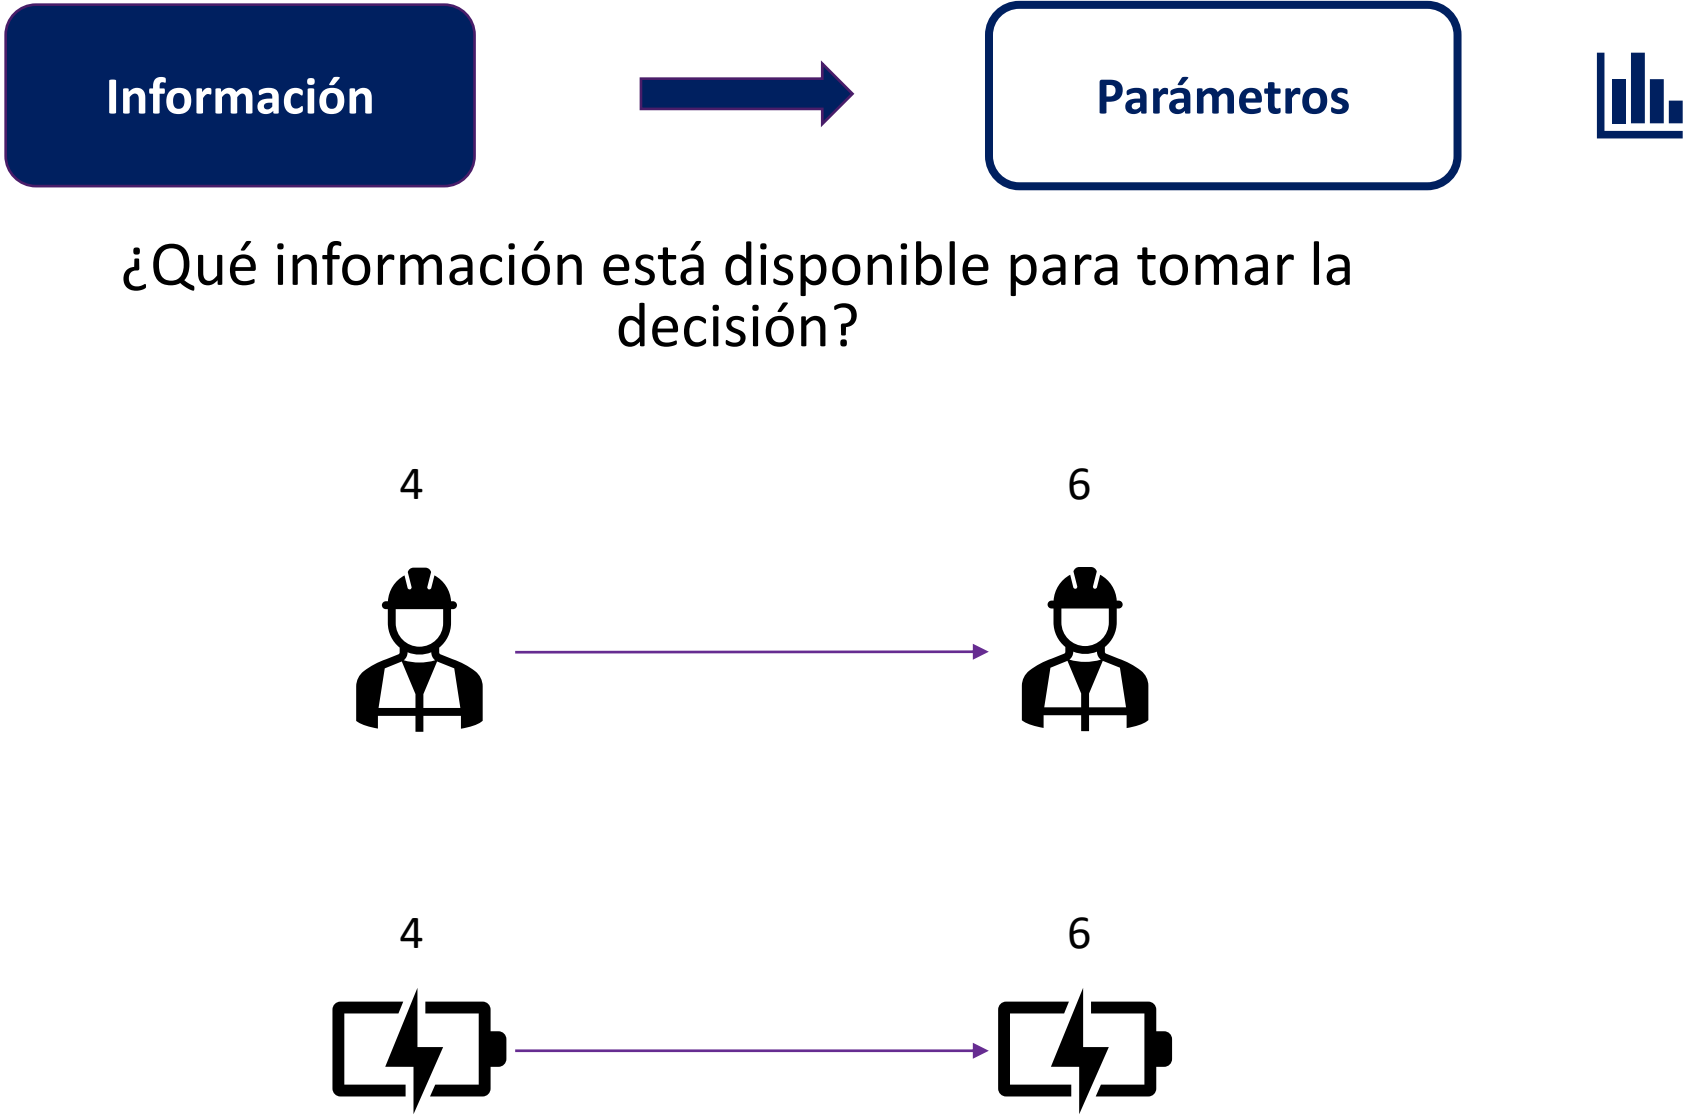 Información
Parámetros
¿Qué información está disponible para tomar la
decisión?
4
6
4
6